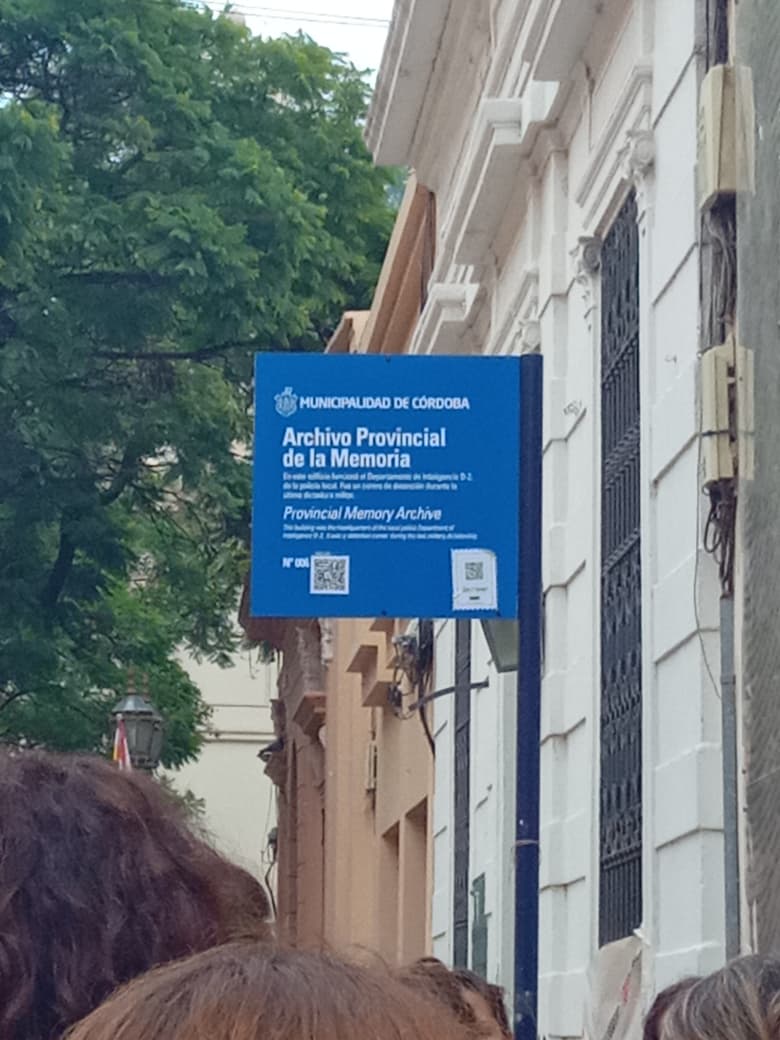 MUNICIPALIDAD DE CÓRDOBA
Archivo Provincial
de la Memoria
En este edificio funcionó el Departamento de Inteligencia D-2,
de la policía local. Fue un centro de detención durante la
última dictadura militar.
Provincial Memory Archive
This building was the headquarters of the local police Department of
Intelligence D-2. It was a detention center during the last military dictatorship.
Nº 006